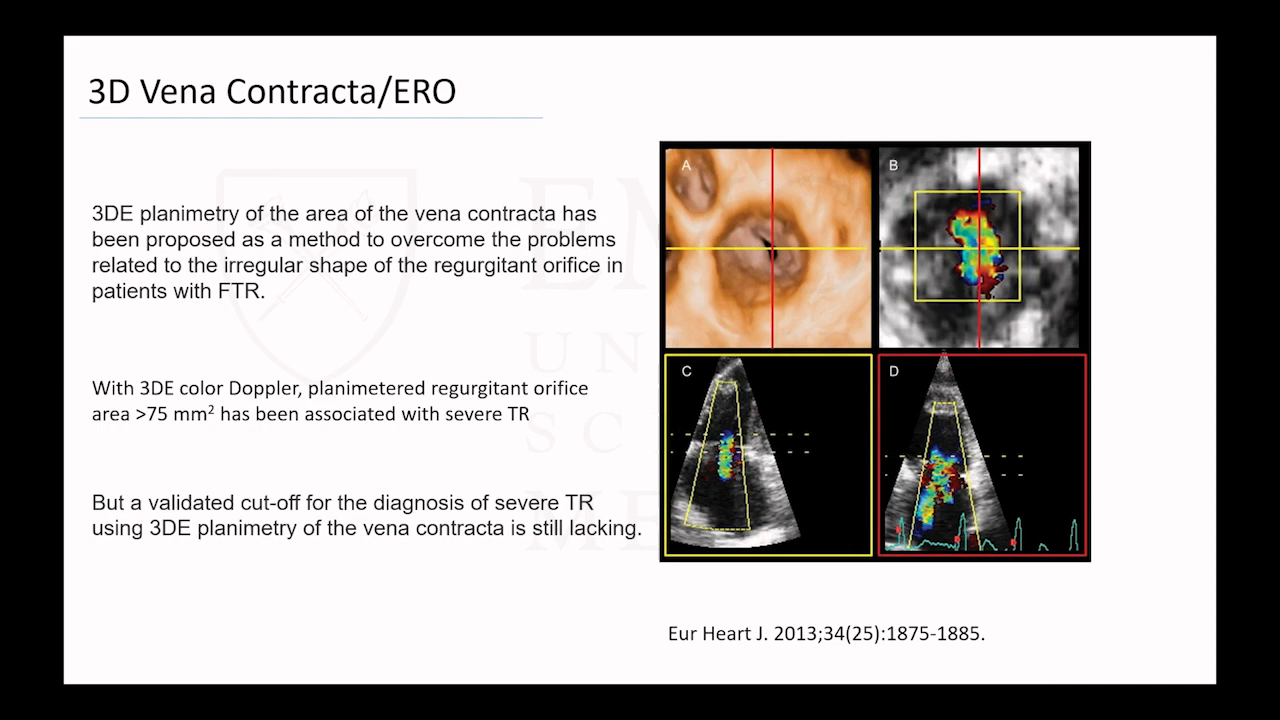 3D Vena Contracta/ERO
3DE planimetry of the area of the vena contracta has
been proposed as a method to overcome the problems
related to the irregular shape of the regurgitant orifice in
patients with FTR.
With 3DE color Doppler, planimetered regurgitant orifice
area >75 mm² has been associated with severe TR
But a validated cut-off for the diagnosis of severe TR
using 3DE planimetry of the vena contracta is still lacking.
A
B
C
D
Eur Heart J. 2013;34(25):1875-1885.